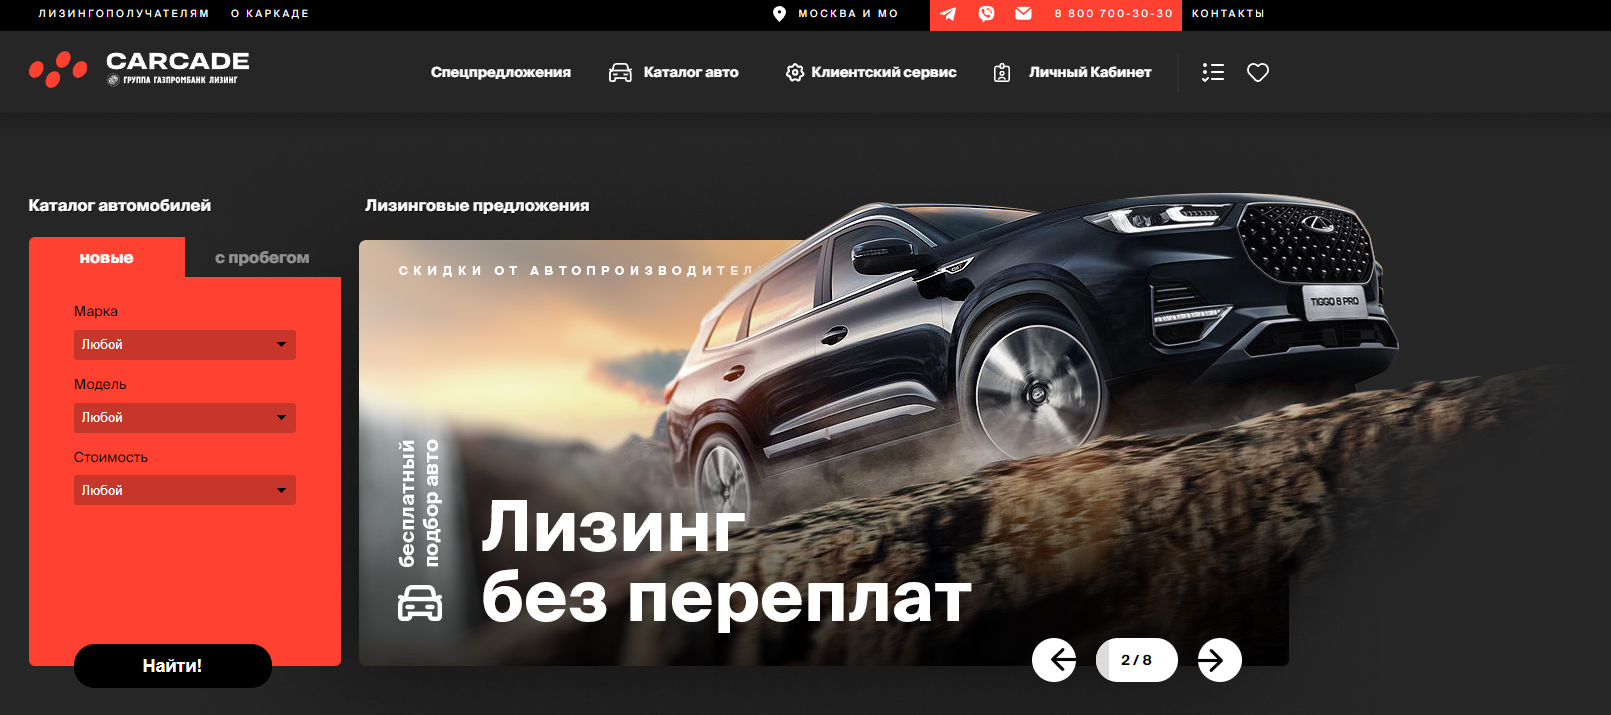 ЛИЗИНГОПОЛУЧАТЕЛЯМ О КАРКАДЕ МОСКВА И МО 8 800 700-30-30 КОНТАКТЫ
CARCADE
ГРУППА ГАЗПРОМБАНК ЛИЗИНГ
Спецпредложения Каталог авто Клиентский сервис Личный Кабинет
Каталог автомобилей
новые с пробегом
Марка
Любой
Модель
Любой
Стоимость
Любой
Найти!
Лизинговые предложения
СКИДКИ ОТ АВТОПРОИЗВОДИТЕЛ
TIGGO 8 PRO
бесплатный
подбор авто
Лизинг
без переплат
2/8